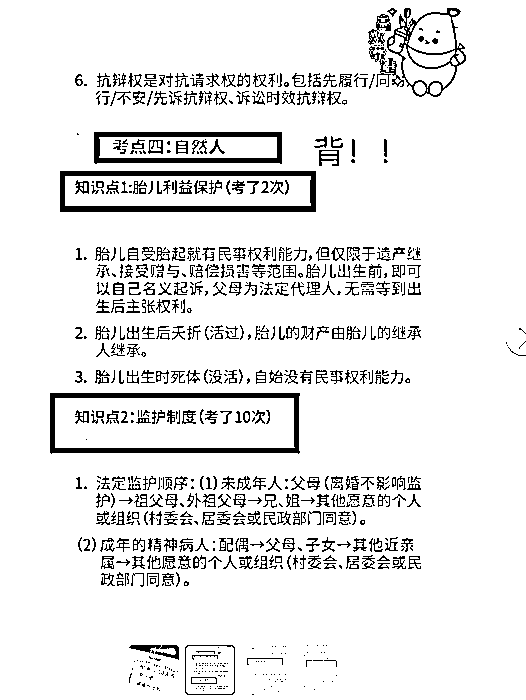 6. 抗辩权是对抗请求权的权利。包括先履行/同时
行/不安/先诉抗辩权、诉讼时效抗辩权。
考点四：自然人
背！！
知识点1:胎儿利益保护(考了2次)
1. 胎儿自受胎起就有民事权利能力,但仅限于遗产继
承、接受赠与、赔偿损害等范围。胎儿出生前,即可
以自己名义起诉,父母为法定代理人,无需等到出
生后主张权利。
2. 胎儿出生后夭折(活过),胎儿的财产由胎儿的继承
人继承。
3. 胎儿出生时死体(没活),自始没有民事权利能力。
知识点2:监护制度(考了10次)
1. 法定监护顺序:(1)未成年人:父母(离婚不影响监
护)→祖父母、外祖父母→兄、姐→其他愿意的个人
或组织(村委会、居委会或民政部门同意)。
(2)成年的精神病人:配偶→父母、子女→其他近亲
属→其他愿意的个人或组织(村委会、居委会或民
政部门同意)。